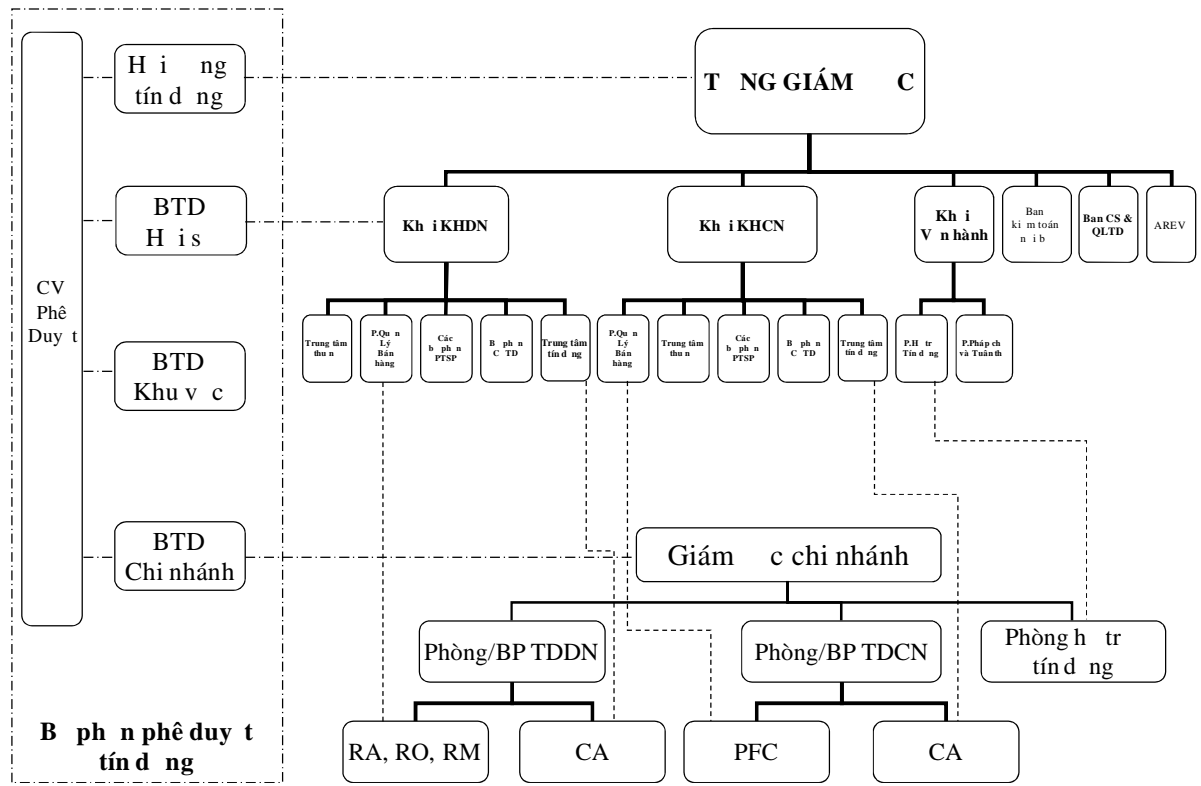 H i ng
tín d ng
T NG GIÁM C
BTD
H i s
Kh i KHDN
Kh i KHCN
Kh i
V n hành
Ban
ki m toán
n i b
Ban CS &
QLTD
AREV
CV
Phê
Duy t
Trung tâm
thu n
P.Qu n
Lý
Bán
hàng
Các
b ph n
PTSP
B ph n
C TD
Trung tâm
tín d ng
P.Qu n
Lý
Bán
hàng
Trung tâm
thu n
Các
b ph n
PTSP
B ph n
C TD
Trung tâm
tín d ng
P.H tr
Tín d ng
P.Pháp ch
và Tuân th
BTD
Khu v c
BTD
Chi nhánh
Giám c chi nhánh
Phòng/BP TDDN
Phòng/BP TDCN
Phòng h tr
tín d ng
B ph n phê duy t
tín d ng
RA, RO, RM
CA
PFC
CA